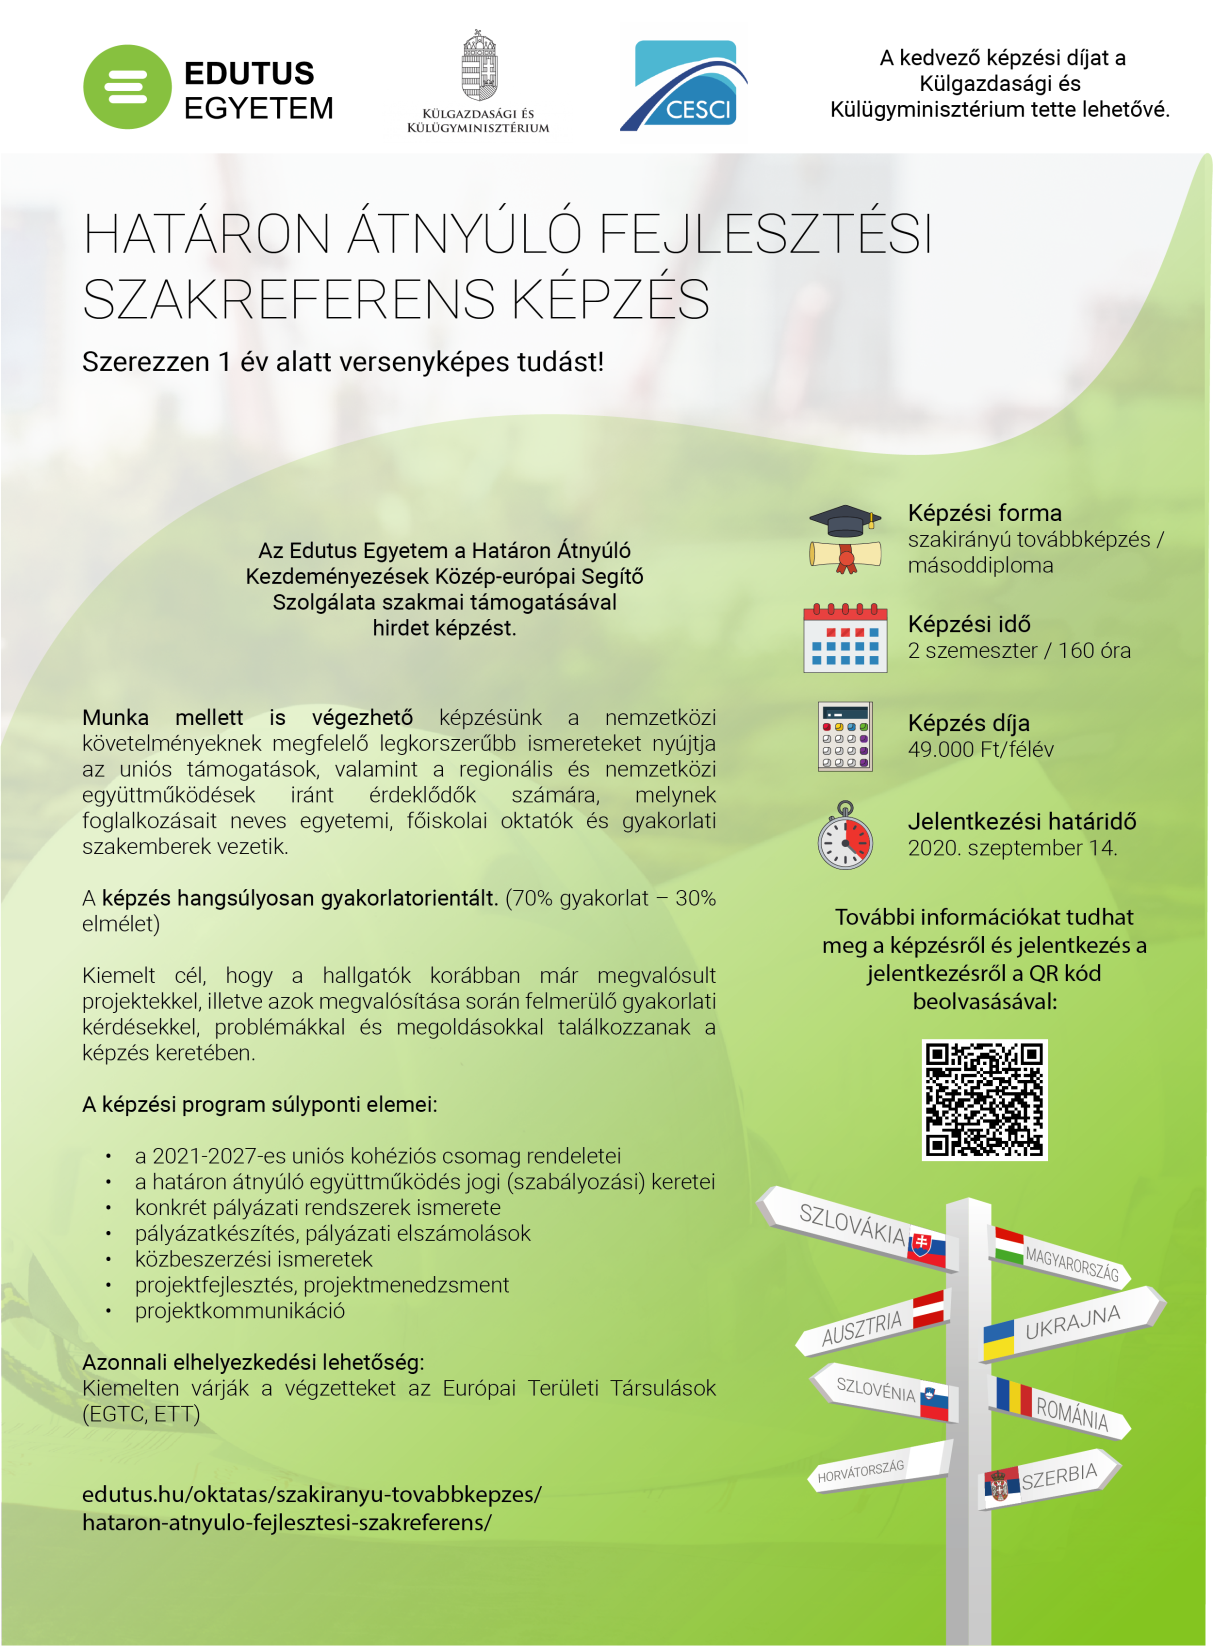 EDUTUS
EGYETEM
KÜLGAZDASÁGI ÉS
KÜLÜGYMINISZTÉRIUM
CESCI
A kedvező képzési díjat a
Külgazdasági és
Külügyminisztérium tette lehetővé.
HATÁRON ÁTNYÚLÓ FEJLESZTÉSI
SZAKREFERENS KÉPZÉS
Szerezzen 1 év alatt versenyképes tudást!
Az Edutus Egyetem a Határon Átnyúló
Kezdeményezések Közép-európai Segítő
Szolgálata szakmai támogatásával
hirdet képzést.
Munka mellett is végezhető képzésünk a nemzetközi
követelményeknek megfelelő legkorszerűbb ismereteket nyújtja
az uniós támogatások, valamint a regionális és nemzetközi
együttműködések iránt érdeklődők számára, melynek
foglalkozásait neves egyetemi, főiskolai oktatók és gyakorlati
szakemberek vezetik.
A képzés hangsúlyosan gyakorlatorientált. (70% gyakorlat – 30%
elmélet)
Kiemelt cél, hogy a hallgatók korábban már megvalósult
projektekkel, illetve azok megvalósítása során felmerülő gyakorlati
kérdésekkel, problémákkal és megoldásokkal találkozzanak a
képzés keretében.
A képzési program súlyponti elemei:
• a 2021-2027-es uniós kohéziós csomag rendeletei
• a határon átnyúló együttműködés jogi (szabályozási) keretei
• konkrét pályázati rendszerek ismerete
• pályázatkészítés, pályázati elszámolások
• közbeszerzési ismeretek
• projektfejlesztés, projektmenedzsment
• projektkommunikáció
Azonnali elhelyezkedési lehetőség:
Kiemelten várják a végzetteket az Európai Területi Társulások
(EGTC, ETT)
edutus.hu/oktatas/szakiranyu-tovabbkepzes/
hataron-atnyulo-fejlesztesi-szakreferens/
Képzési forma
szakirányú továbbképzés /
másoddiploma
Képzési idő
2 szemeszter / 160 óra
Képzés díja
49.000 Ft/félév
Jelentkezési határidő
2020. szeptember 14.
További információkat tudhat
meg a képzésről és jelentkezés a
jelentkezésről a QR kód
beolvasásával:
SZLOVÁKIA
MAGYARORSZÁG
AUSZTRIA
UKRAJNA
SZLOVÉNIA
ROMÁNIA
HORVÁTORSZÁG
SZERBIA